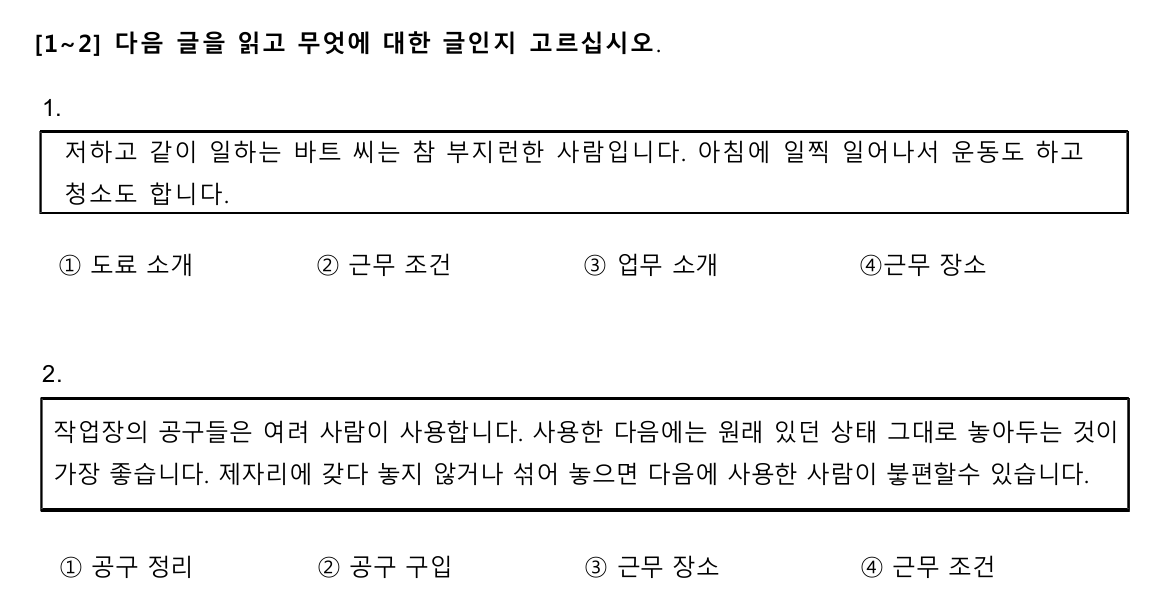 [1~2] 다음 글을 읽고 무엇에 대한 글인지 고르십시오.
1.
저하고 같이 일하는 바트 씨는 참 부지런한 사람입니다. 아침에 일찍 일어나서 운동도 하고
청소도 합니다.
① 도료 소개 ② 근무 조건 ③ 업무 소개 ④근무 장소
2.
작업장의 공구들은 여려 사람이 사용합니다. 사용한 다음에는 원래 있던 상태 그대로 놓아두는 것이
가장 좋습니다. 제자리에 갖다 놓지 않거나 섞어 놓으면 다음에 사용한 사람이 불편할수 있습니다.
① 공구 정리 ② 공구 구입 ③ 근무 장소 ④ 근무 조건